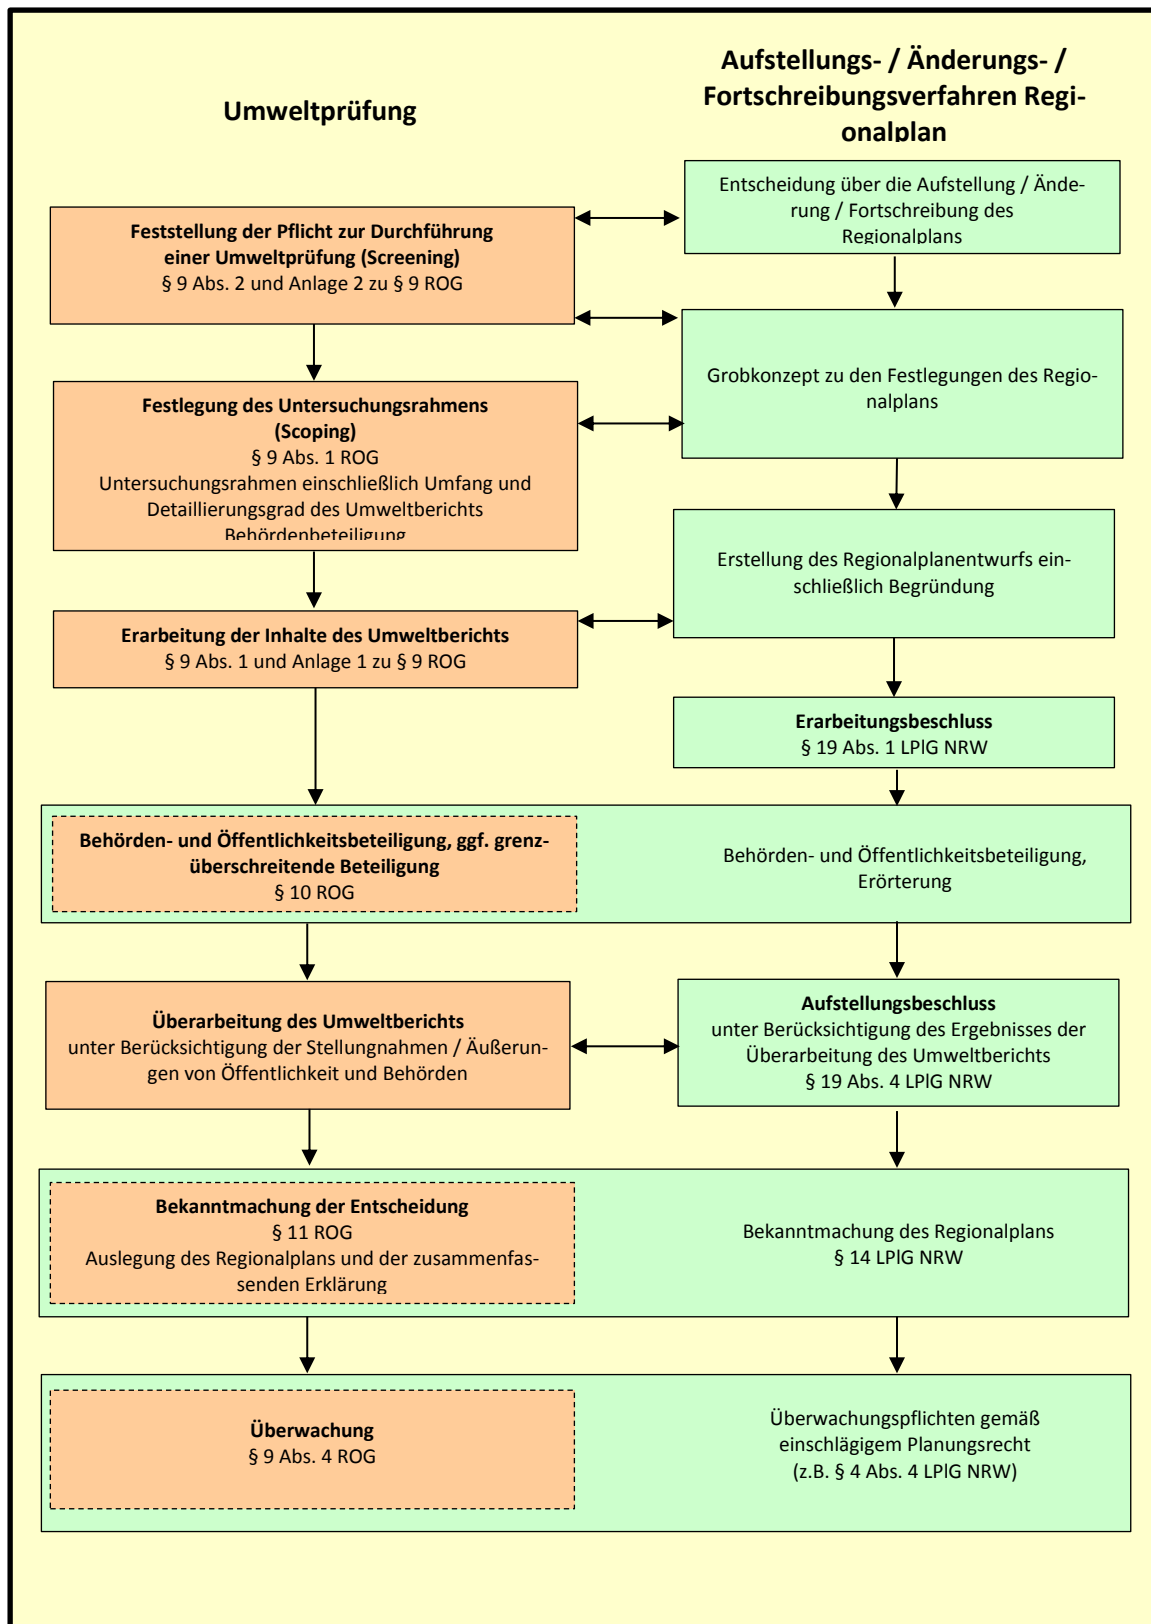 Umweltprüfung
Aufstellungs- / Änderungs- /
Fortschreibungsverfahren Regi-
onalplan
Feststellung der Pflicht zur Durchführung
einer Umweltprüfung (Screening)
§ 9 Abs. 2 und Anlage 2 zu § 9 ROG
Entscheidung über die Aufstellung / Ände-
rung / Fortschreibung des
Regionalplans
Grobkonzept zu den Festlegungen des Regio-
nalplans
Festlegung des Untersuchungsrahmens
(Scoping)
§ 9 Abs. 1 ROG
Untersuchungsrahmen einschließlich Umfang und
Detaillierungsgrad des Umweltberichts
Behördenbeteiligung
Erstellung des Regionalplanentwurfs ein-
schließlich Begründung
Erarbeitung der Inhalte des Umweltberichts
§ 9 Abs. 1 und Anlage 1 zu § 9 ROG
Erarbeitungsbeschluss
§ 19 Abs. 1 LPlG NRW
Behörden- und Öffentlichkeitsbeteiligung, ggf. grenz-
überschreitende Beteiligung
§ 10 ROG
Behörden- und Öffentlichkeitsbeteiligung,
Erörterung
Überarbeitung des Umweltberichts
unter Berücksichtigung der Stellungnahmen / Äußerun-
gen von Öffentlichkeit und Behörden
Aufstellungsbeschluss
unter Berücksichtigung des Ergebnisses der
Überarbeitung des Umweltberichts
§ 19 Abs. 4 LPlG NRW
Bekanntmachung der Entscheidung
§ 11 ROG
Auslegung des Regionalplans und der zusammenfas-
senden Erklärung
Bekanntmachung des Regionalplans
§ 14 LPlG NRW
Überwachung
§ 9 Abs. 4 ROG
Überwachungspflichten gemäß
einschlägigem Planungsrecht
(z.B. § 4 Abs. 4 LPlG NRW)